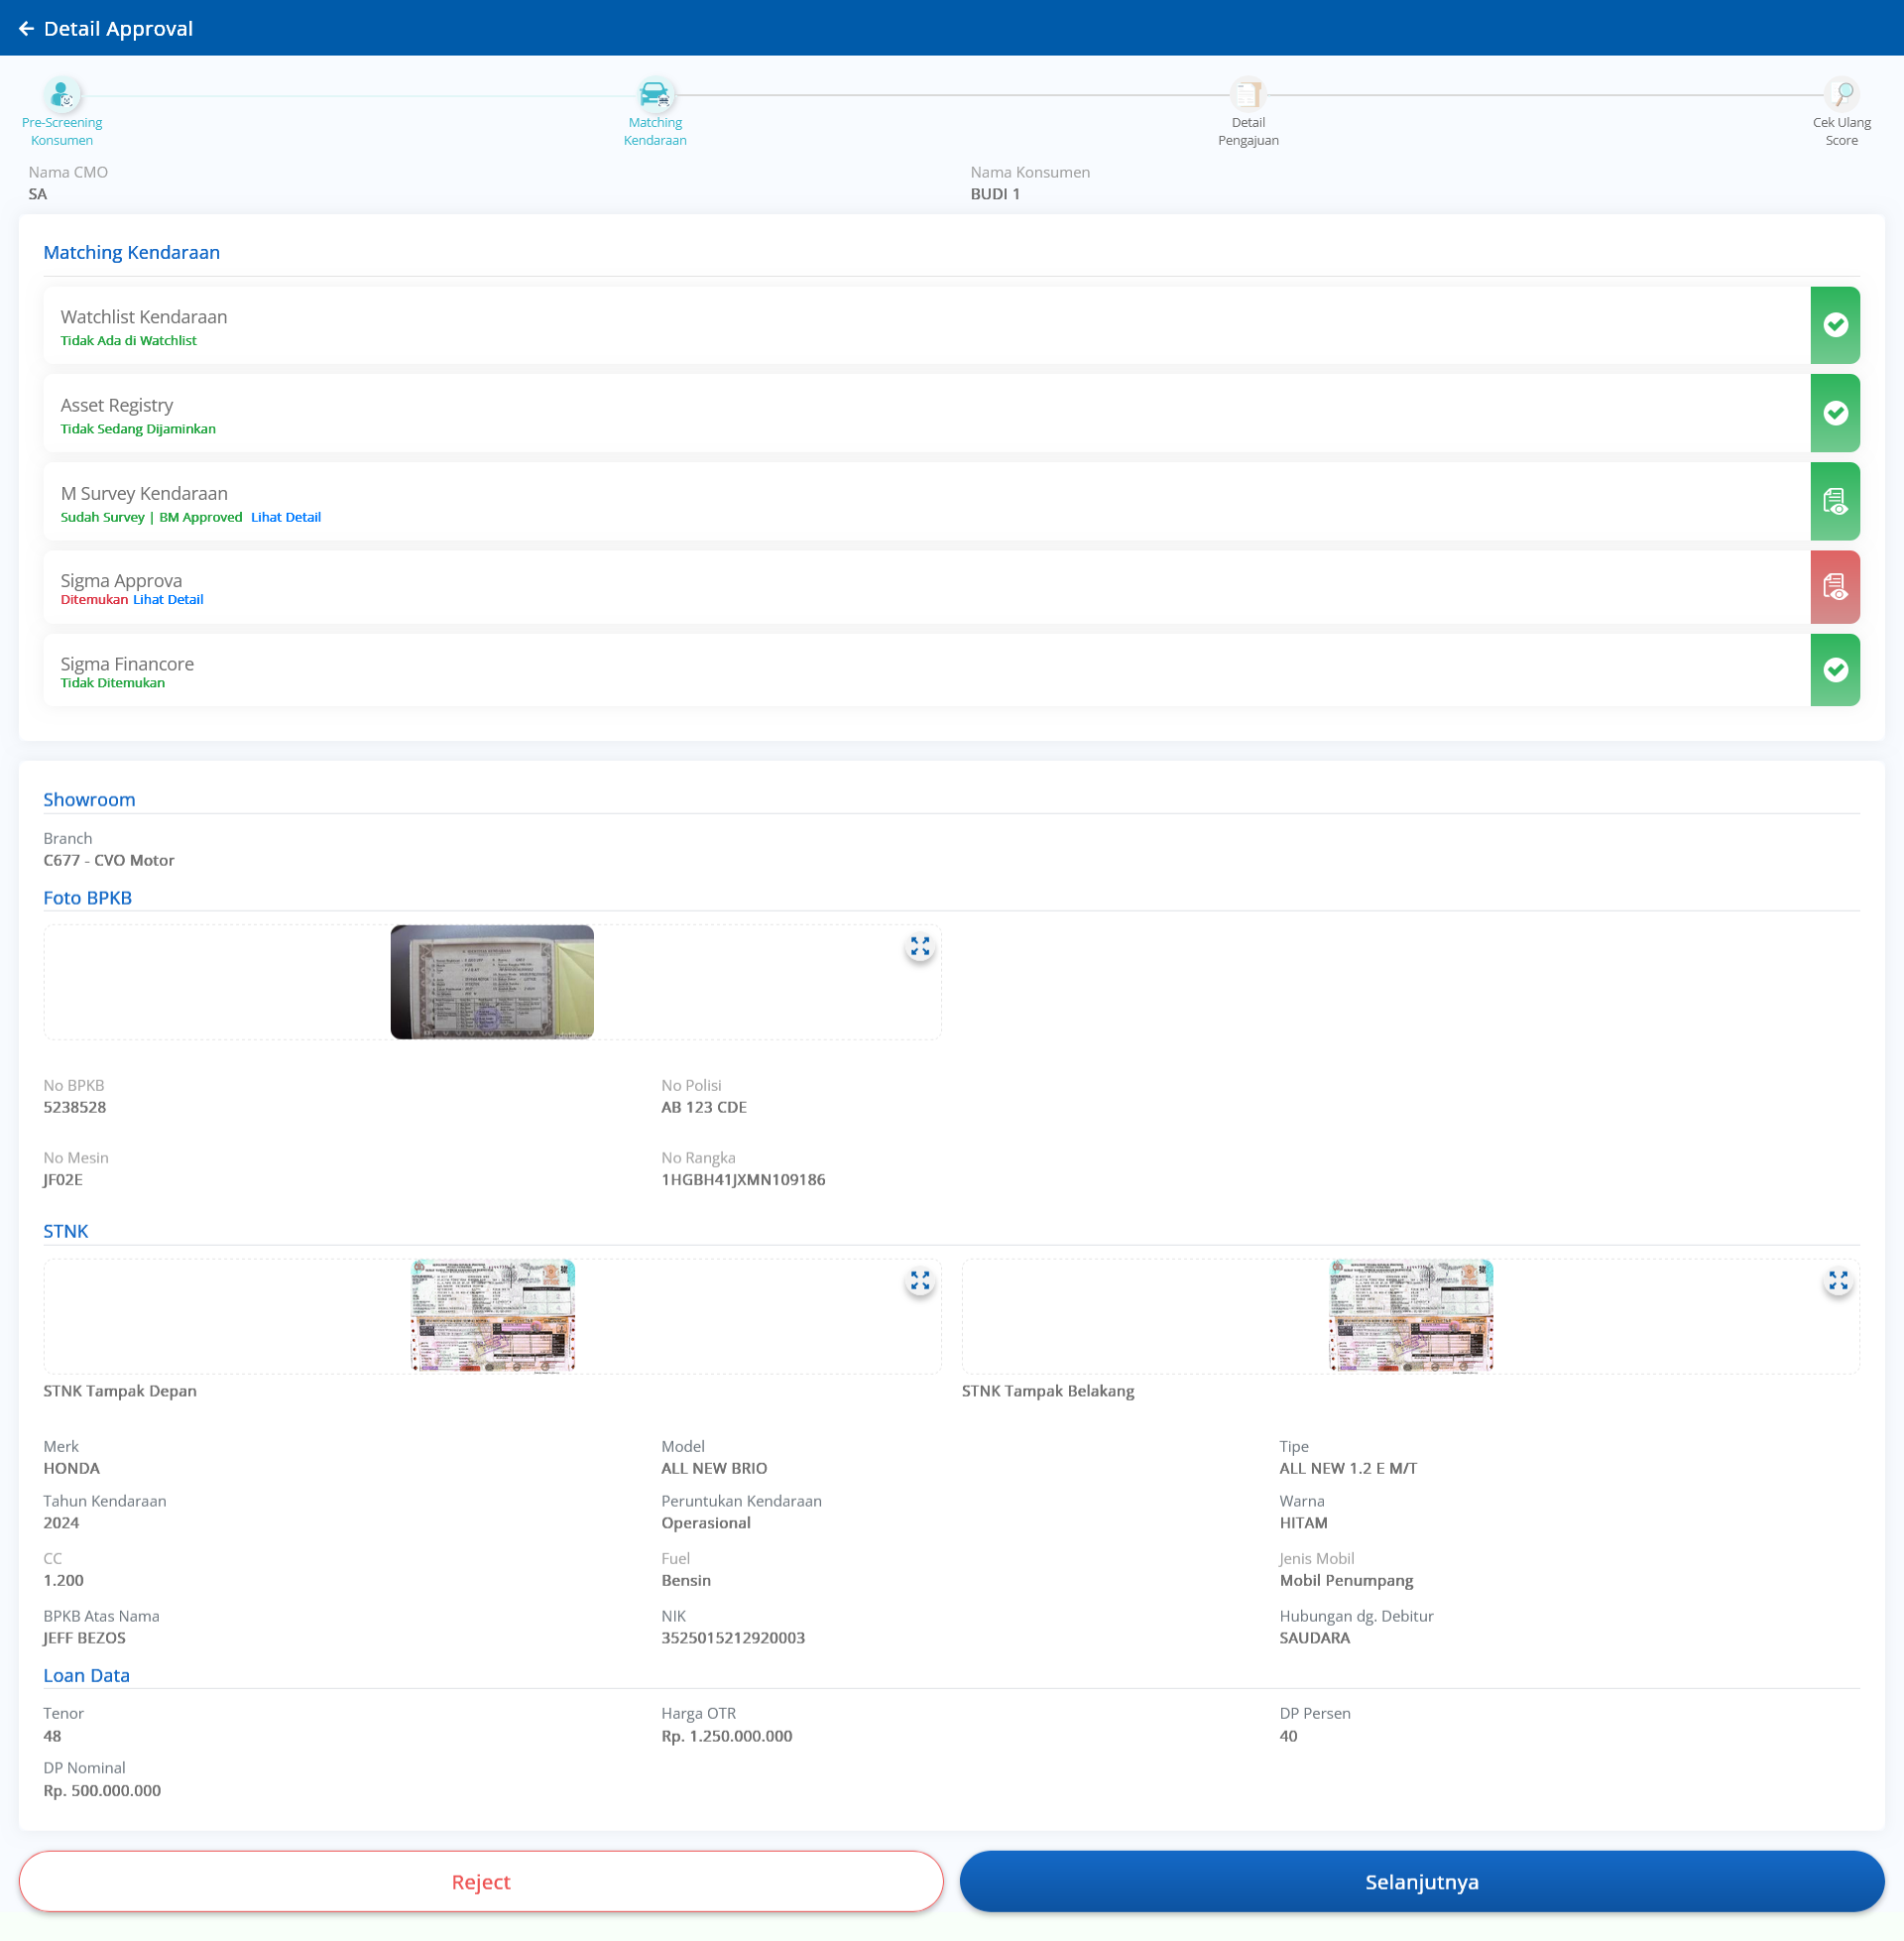 Detail Approval
Pre-Screening
Konsumen
Matching
Kendaraan
Detail
Pengajuan
Cek Ulang
Score
Nama CMO
SA
Nama Konsumen
BUDI 1
Matching Kendaraan
Watchlist Kendaraan
Tidak Ada di Watchlist
Asset Registry
Tidak Sedang Dijaminkan
M Survey Kendaraan
Sudah Survey | BM Approved Lihat Detail
Sigma Approva
Ditemukan Lihat Detail
Sigma Financore
Tidak Ditemukan
Showroom
Branch
C677 - CVO Motor
Foto BPKB
No BPKB
5238528
No Polisi
AB 123 CDE
No Mesin
JF02E
No Rangka
1HGBH41JXMN109186
STNK
STNK Tampak Depan
STNK Tampak Belakang
Merk
HONDA
Model
ALL NEW BRIO
Tipe
ALL NEW 1.2 E M/T
Tahun Kendaraan
2024
Peruntukan Kendaraan
Operasional
Warna
HITAM
CC
1.200
Fuel
Bensin
Jenis Mobil
Mobil Penumpang
BPKB Atas Nama
JEFF BEZOS
NIK
3525015212920003
Hubungan dg. Debitur
SAUDARA
Loan Data
Tenor
48
Harga OTR
Rp. 1.250.000.000
DP Persen
40
DP Nominal
Rp. 500.000.000
Reject
Selanjutnya